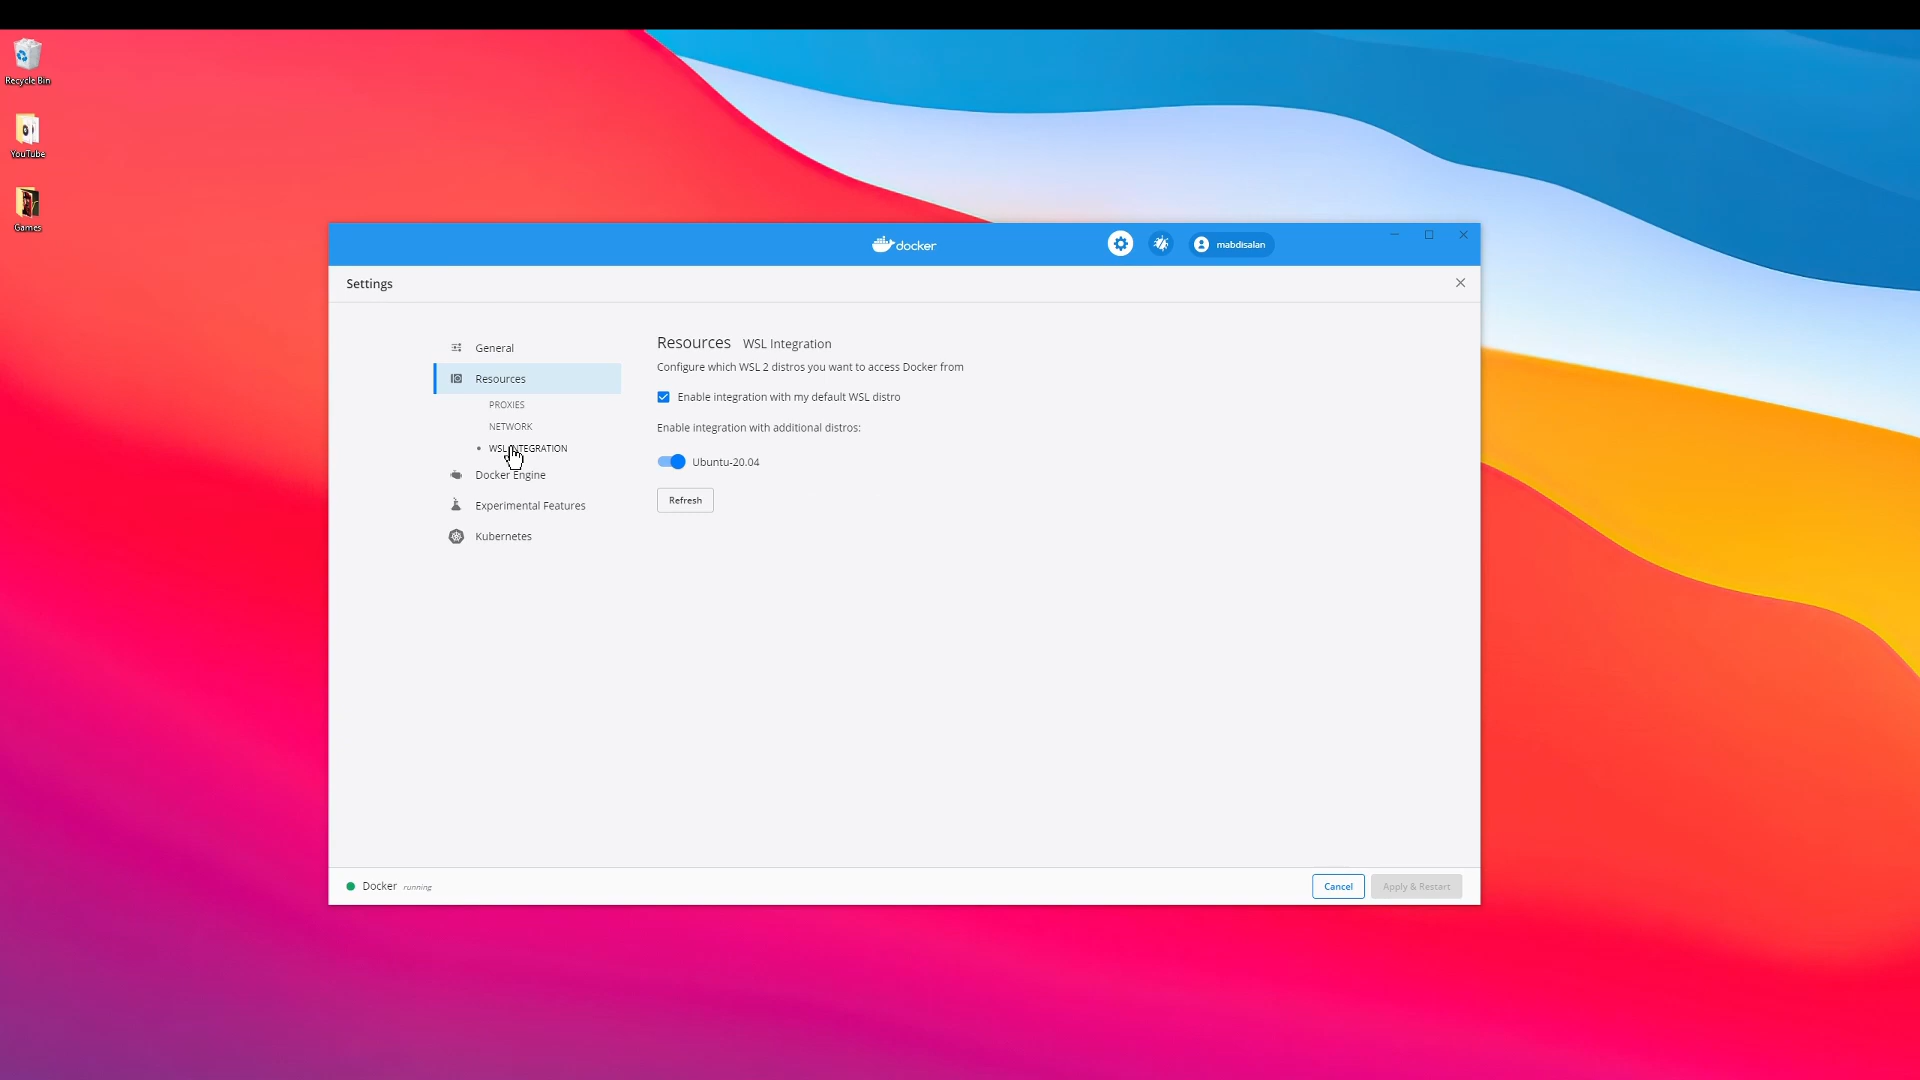 Recycle Bin
YouTube
Games
docker
mabdisalan
Settings
General
Resources
PROXIES
NETWORK
WSL INTEGRATION
Docker Engine
Experimental Features
Kubernetes
Resources WSL Integration
Configure which WSL 2 distros you want to access Docker from
Enable integration with my default WSL distro
Enable integration with additional distros:
Ubuntu-20.04
Refresh
Docker running
Cancel
Apply & Restart